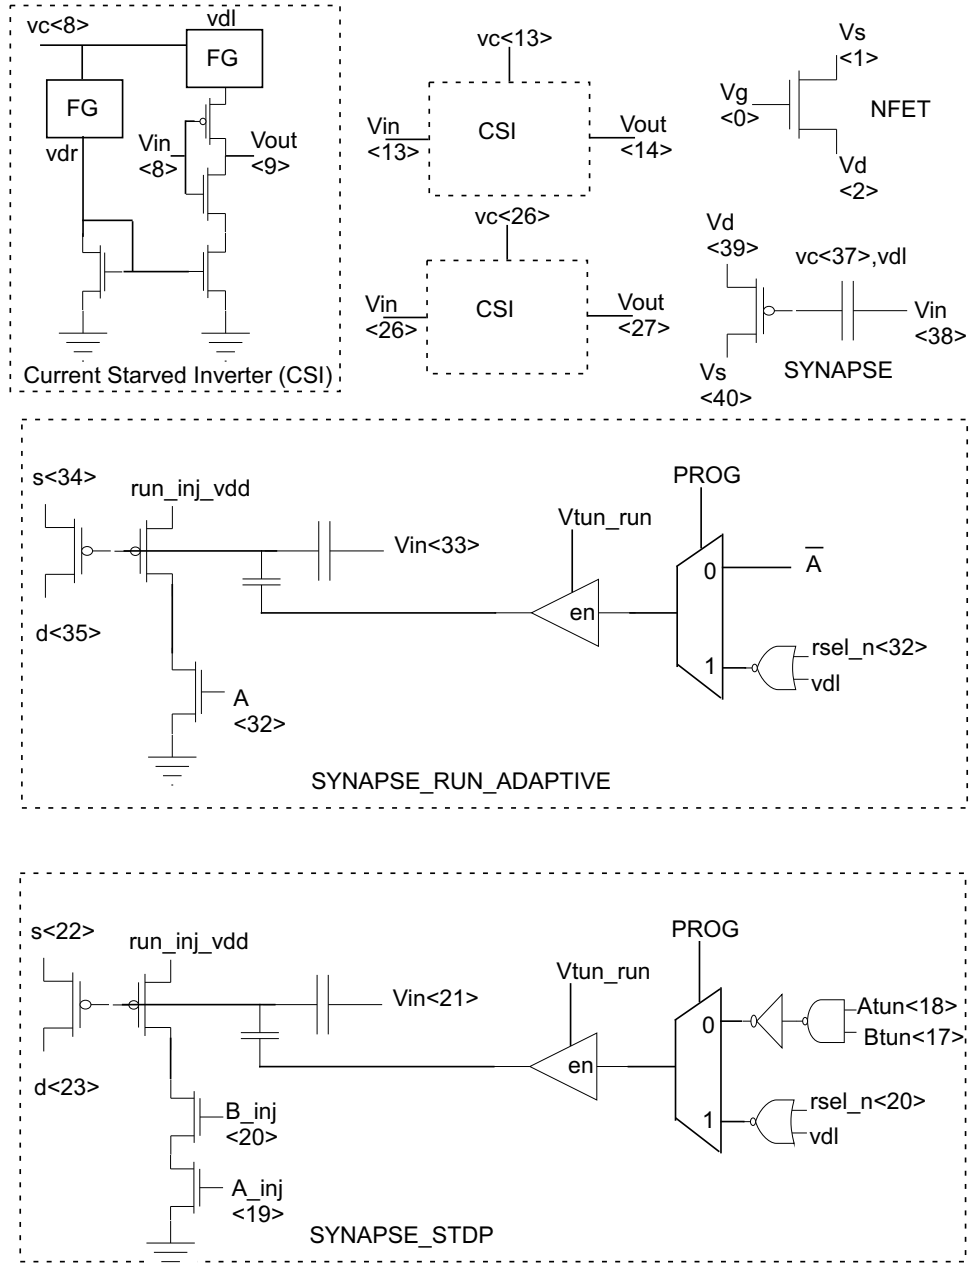 vc<8>
vdl
FG
FG
vdr
Vin
<8>
Vout
<9>
Current Starved Inverter (CSI)
vc<13>
Vin
<13>
CSI
Vout
<14>
vc<26>
Vin
<26>
CSI
Vout
<27>
Vs
<1>
Vg
<0>
NFET
Vd
<2>
Vd
<39>
vc<37>,vdl
Vin
<38>
SYNAPSE
Vs
<40>
s<34>
run_inj_vdd
Vin<33>
d<35>
A
<32>
Vtun_run
en
PROG
0
A̅
1
rsel_n<32>
vdl
SYNAPSE_RUN_ADAPTIVE
s<22>
run_inj_vdd
Vin<21>
d<23>
B_inj
<20>
A_inj
<19>
Vtun_run
en
PROG
0
Atun<18>
Btun<17>
1
rsel_n<20>
vdl
SYNAPSE_STDP